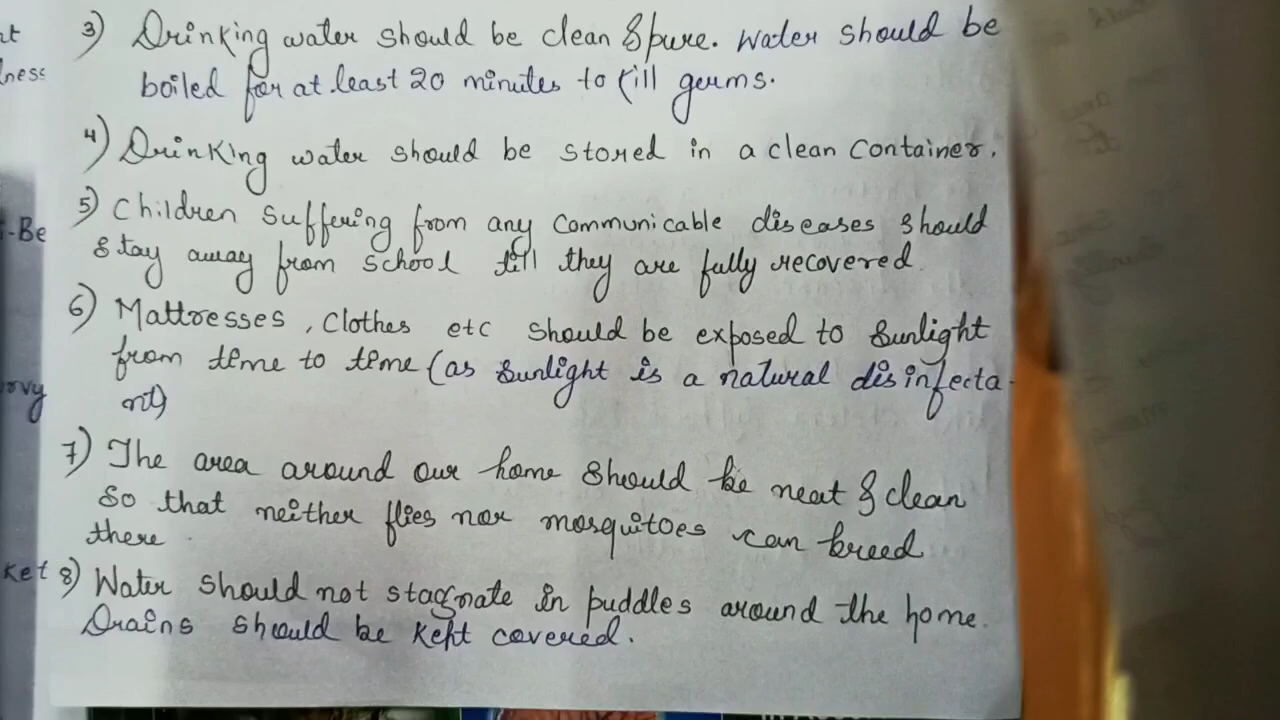 3) Drinking water should be clean & pure. Water should be
boiled for at least 20 minutes to kill germs.
4) Drinking water should be stored in a clean container.
5) Children suffering from any communicable diseases should
stay away from school till they are fully recovered
6) Mattresses, Clothes etc should be exposed to sunlight
from time to time (as sunlight is a natural disinfecta-
nt)
7) The area around our home should be neat & clean
so that neither flies nor mosquitoes can breed
there.
8) Water should not stagnate in puddles around the home.
Drains should be kept covered.